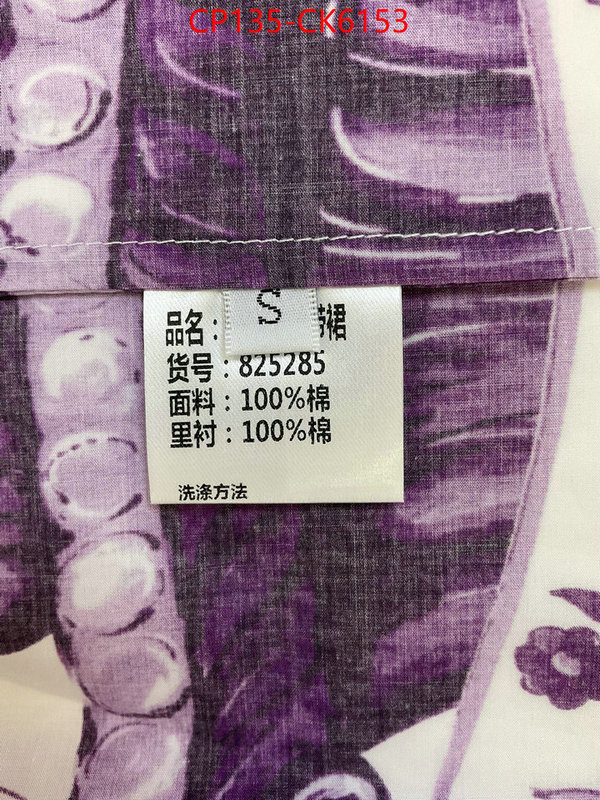 CP135-CK6153
S
品名：带裙
货号：825285
面料：100%棉
里衬：100%棉
洗涤方法